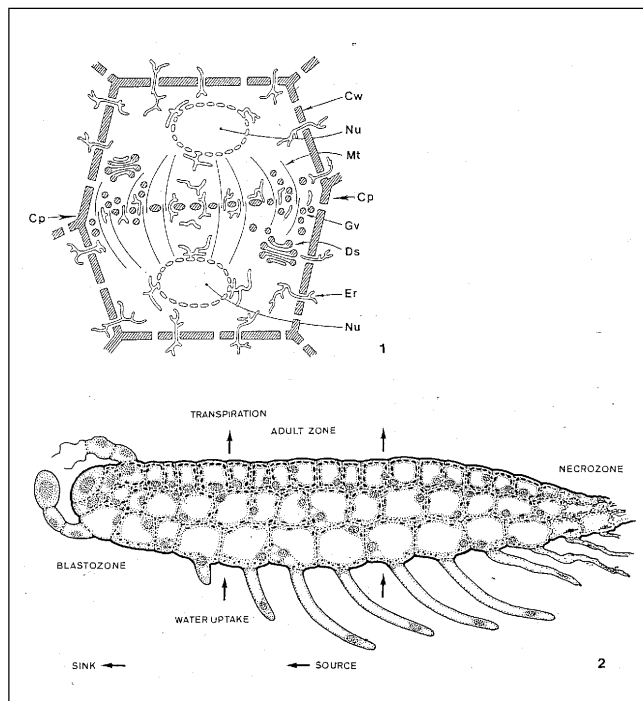 Cw
Nu
Mt
Cp
Cp
Gv
Ds
Er
Nu
1
TRANSPIRATION
ADULT ZONE
NECROZONE
BLASTOZONE
WATER UPTAKE
SINK
SOURCE
2